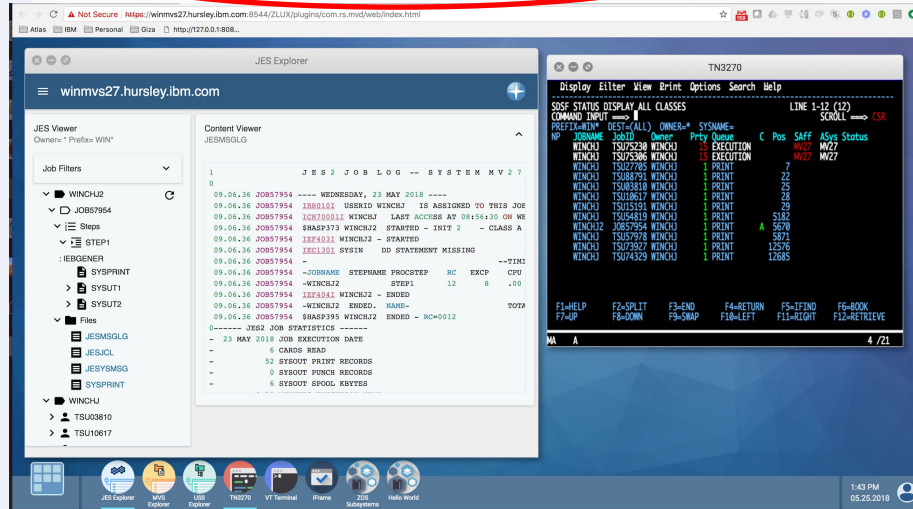 Not Secure https://winmvs27.hursley.ibm.com:8544/ZLUX/plugins/com.rs.mvd/web/index.html
159
Atlas IBM Personal Giza http://127.0.0.1:808...
JES Explorer
winmvs27.hursley.ibm.com
JES Viewer
Owner= * Prefix= WIN*
Job Filters
WINCHJ2
JOB57954
Steps
STEP1
: IEBGENER
SYSPRINT
SYSUT1
SYSUT2
Files
JESMSGLG
JESJCL
JESYSMSG
SYSPRINT
WINCHJ
TSU03810
TSU10617
Content Viewer
JESMSGLG
1 J E S 2 J O B L O G -- S Y S T E M M V 2 7
0
09.06.36 JOB57954 ---- WEDNESDAY, 23 MAY 2018 ----
09.06.36 JOB57954 IRR010I USERID WINCHJ IS ASSIGNED TO THIS JOB
09.06.36 JOB57954 ICH70001I WINCHJ LAST ACCESS AT 08:56:30 ON WE
09.06.36 JOB57954 $HASP373 WINCHJ2 STARTED - INIT 2 - CLASS A
09.06.36 JOB57954 IEF403I WINCHJ2 - STARTED
09.06.36 JOB57954 IEC130I SYSIN DD STATEMENT MISSING
09.06.36 JOB57954 - --TIMI
09.06.36 JOB57954 -JOBNAME STEPNAME PROCSTEP RC EXCP CPU
09.06.36 JOB57954 -WINCHJ2 STEP1 12 8 .00
09.06.36 JOB57954 IEF404I WINCHJ2 - ENDED
09.06.36 JOB57954 -WINCHJ2 ENDED. NAME- TOTA
09.06.36 JOB57954 $HASP395 WINCHJ2 ENDED - RC=0012
0------ JES2 JOB STATISTICS ------
- 23 MAY 2018 JOB EXECUTION DATE
- 6 CARDS READ
- 52 SYSOUT PRINT RECORDS
- 0 SYSOUT PUNCH RECORDS
- 6 SYSOUT SPOOL KBYTES
TN3270
Display Filter View Print Options Search Help
SDSF STATUS DISPLAY ALL CLASSES LINE 1-12 (12)
COMMAND INPUT ===> SCROLL ===> CSR
PREFIX=WIN* DEST=(ALL) OWNER=* SYSNAME=
NP JOBNAME JobID Owner Prty Queue C Pos SAff ASys Status
WINCHJ TSU75230 WINCHJ 15 EXECUTION MV27 MV27
WINCHJ TSU75306 WINCHJ 15 EXECUTION MV27 MV27
WINCHJ TSU27705 WINCHJ 1 PRINT 7
WINCHJ TSU88791 WINCHJ 1 PRINT 22
WINCHJ TSU03810 WINCHJ 1 PRINT 25
WINCHJ TSU10617 WINCHJ 1 PRINT 28
WINCHJ TSU15191 WINCHJ 1 PRINT 29
WINCHJ TSU54819 WINCHJ 1 PRINT 5182
WINCHJ2 JOB57954 WINCHJ 1 PRINT A 5670
WINCHJ TSU57978 WINCHJ 1 PRINT 5871
WINCHJ TSU73927 WINCHJ 1 PRINT 12576
WINCHJ TSU74329 WINCHJ 1 PRINT 12685
F1=HELP F2=SPLIT F3=END F4=RETURN F5=IFIND F6=BOOK
F7=UP F8=DOWN F9=SWAP F10=LEFT F11=RIGHT F12=RETRIEVE
MA A 4 /21
JES Explorer
MVS Explorer
USS Explorer
TN3270
VT Terminal
IFrame
ZOS Subsystems
Hello World
1:43 PM
05.25.2018